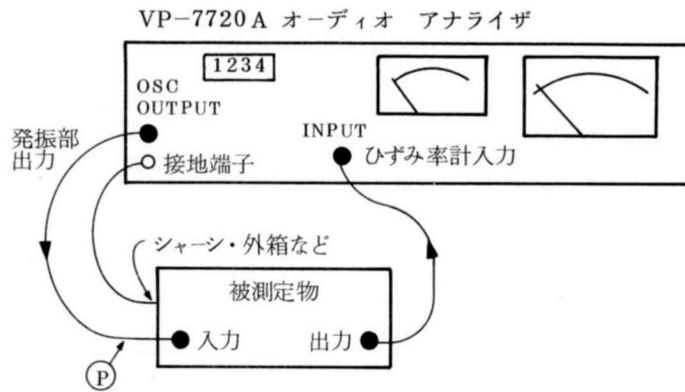 VP-7720A オーディオ アナライザ
1234
OSC
OUTPUT
発振部
出力
接地端子
INPUT
ひずみ率計入力
シャーシ・外箱など
被測定物
入力
出力
P